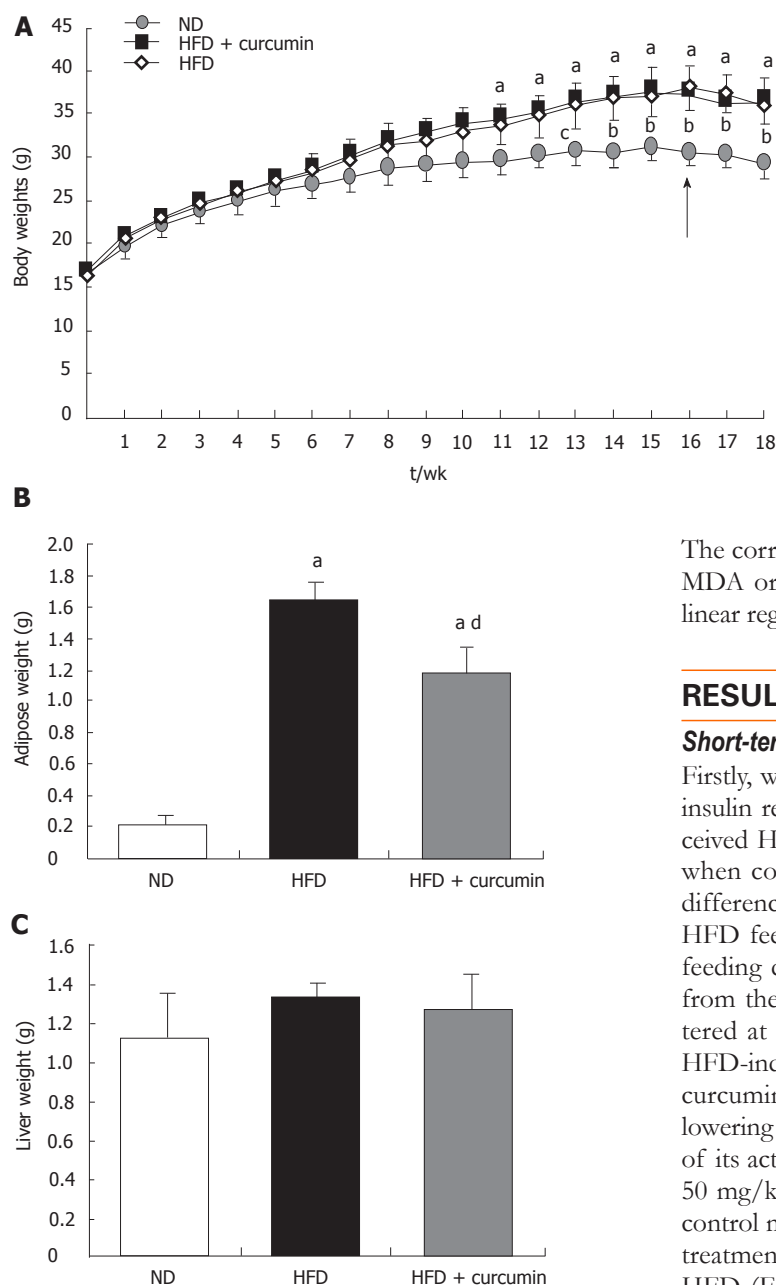 A
ND
HFD + curcumin
HFD
Body weights (g)
45
40
35
30
25
20
15
10
5
0
a a a a a a a a
c b b b b b
1 2 3 4 5 6 7 8 9 10 11 12 13 14 15 16 17 18
t/wk
B
Adipose weight (g)
2.0
1.8
1.6
1.4
1.2
1.0
0.8
0.6
0.4
0.2
0
a
a d
ND HFD HFD + curcumin
C
Liver weight (g)
1.6
1.4
1.2
1.0
0.8
0.6
0.4
0.2
0
ND HFD HFD + curcumin
The corr
MDA or
linear reg
RESUL
Short-ter
Firstly, w
insulin re
ceived H
when co
difference
HFD fee
feeding c
from the
tered at
HFD-ind
curcumin
lowering
of its act
50 mg/k
control n
treatmen
HFD (F